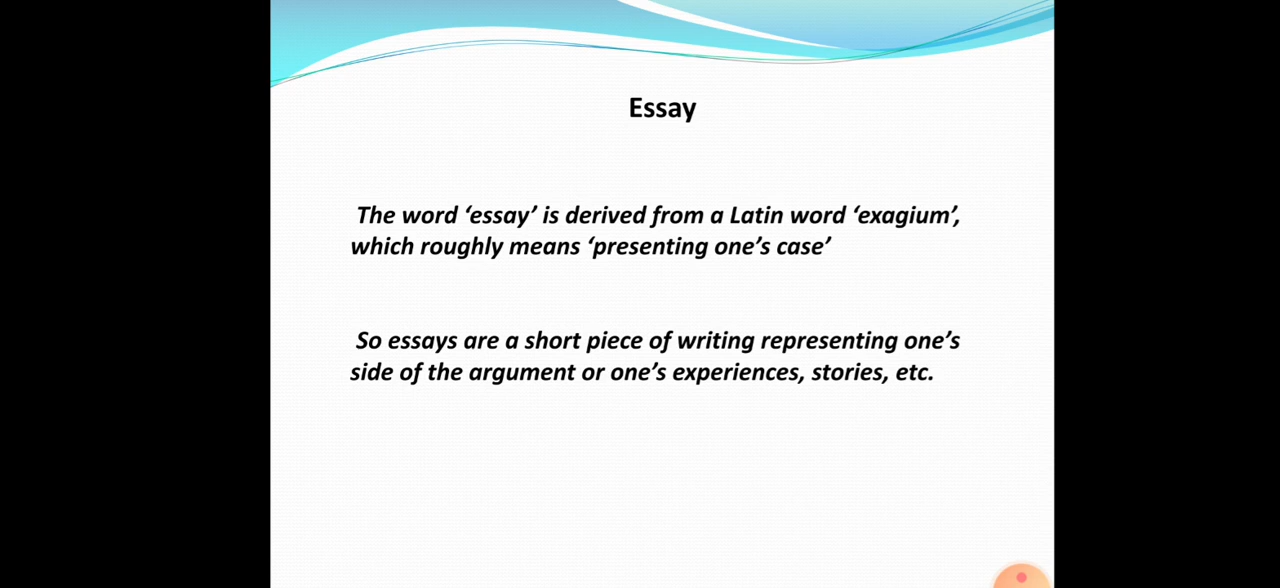 Essay
The word ‘essay’ is derived from a Latin word ‘exagium’,
which roughly means ‘presenting one’s case’
So essays are a short piece of writing representing one’s
side of the argument or one’s experiences, stories, etc.